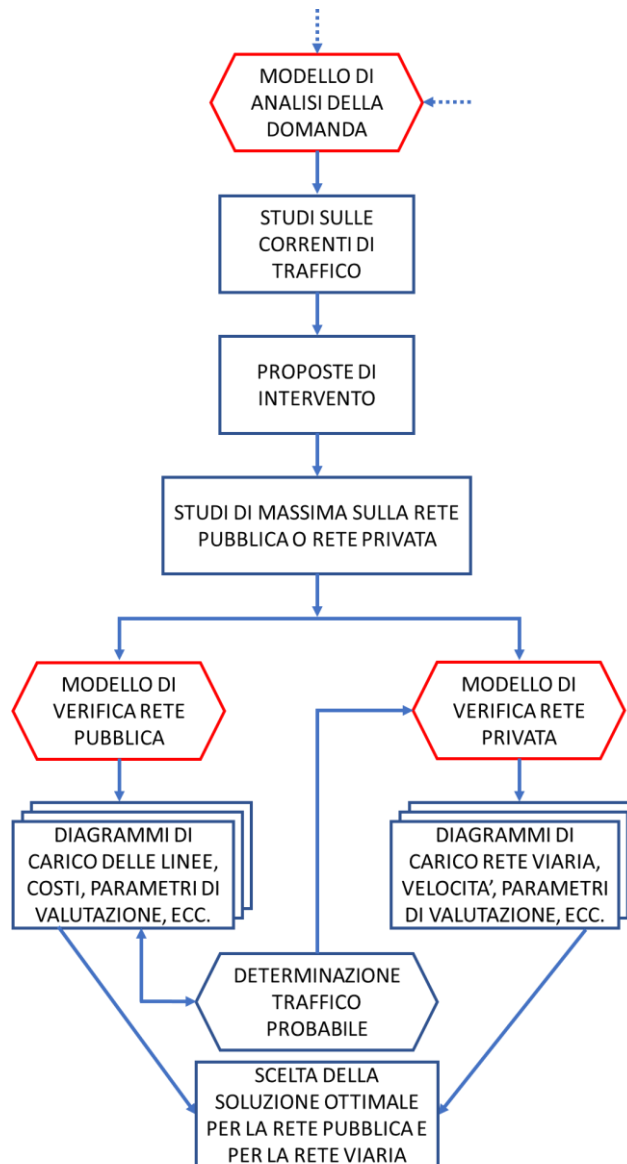 MODELLO DI
ANALISI DELLA
DOMANDA
STUDI SULLE
CORRENTI DI
TRAFFICO
PROPOSTE DI
INTERVENTO
STUDI DI MASSIMA SULLA RETE
PUBBLICA O RETE PRIVATA
MODELLO DI
VERIFICA RETE
PUBBLICA
MODELLO DI
VERIFICA RETE
PRIVATA
DIAGRAMMI DI
CARICO DELLE LINEE,
COSTI, PARAMETRI DI
VALUTAZIONE, ECC.
DIAGRAMMI DI
CARICO RETE VIARIA,
VELOCITA’, PARAMETRI
DI VALUTAZIONE, ECC.
DETERMINAZIONE
TRAFFICO
PROBABILE
SCELTA DELLA
SOLUZIONE OTTIMALE
PER LA RETE PUBBLICA E
PER LA RETE VIARIA